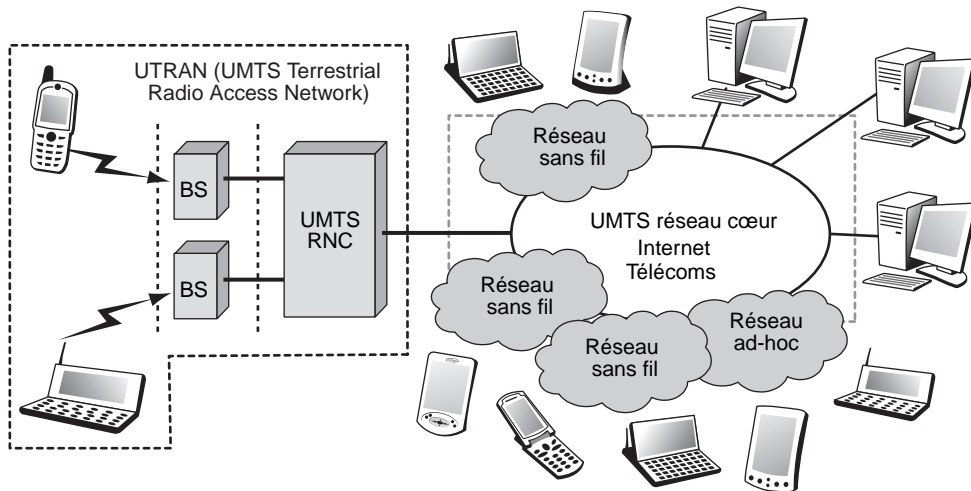 UTRAN (UMTS Terrestrial
Radio Access Network)
BS
BS
UMTS
RNC
Réseau
sans fil
UMTS réseau cœur
Internet
Télécoms
Réseau
sans fil
Réseau
sans fil
Réseau
ad-hoc